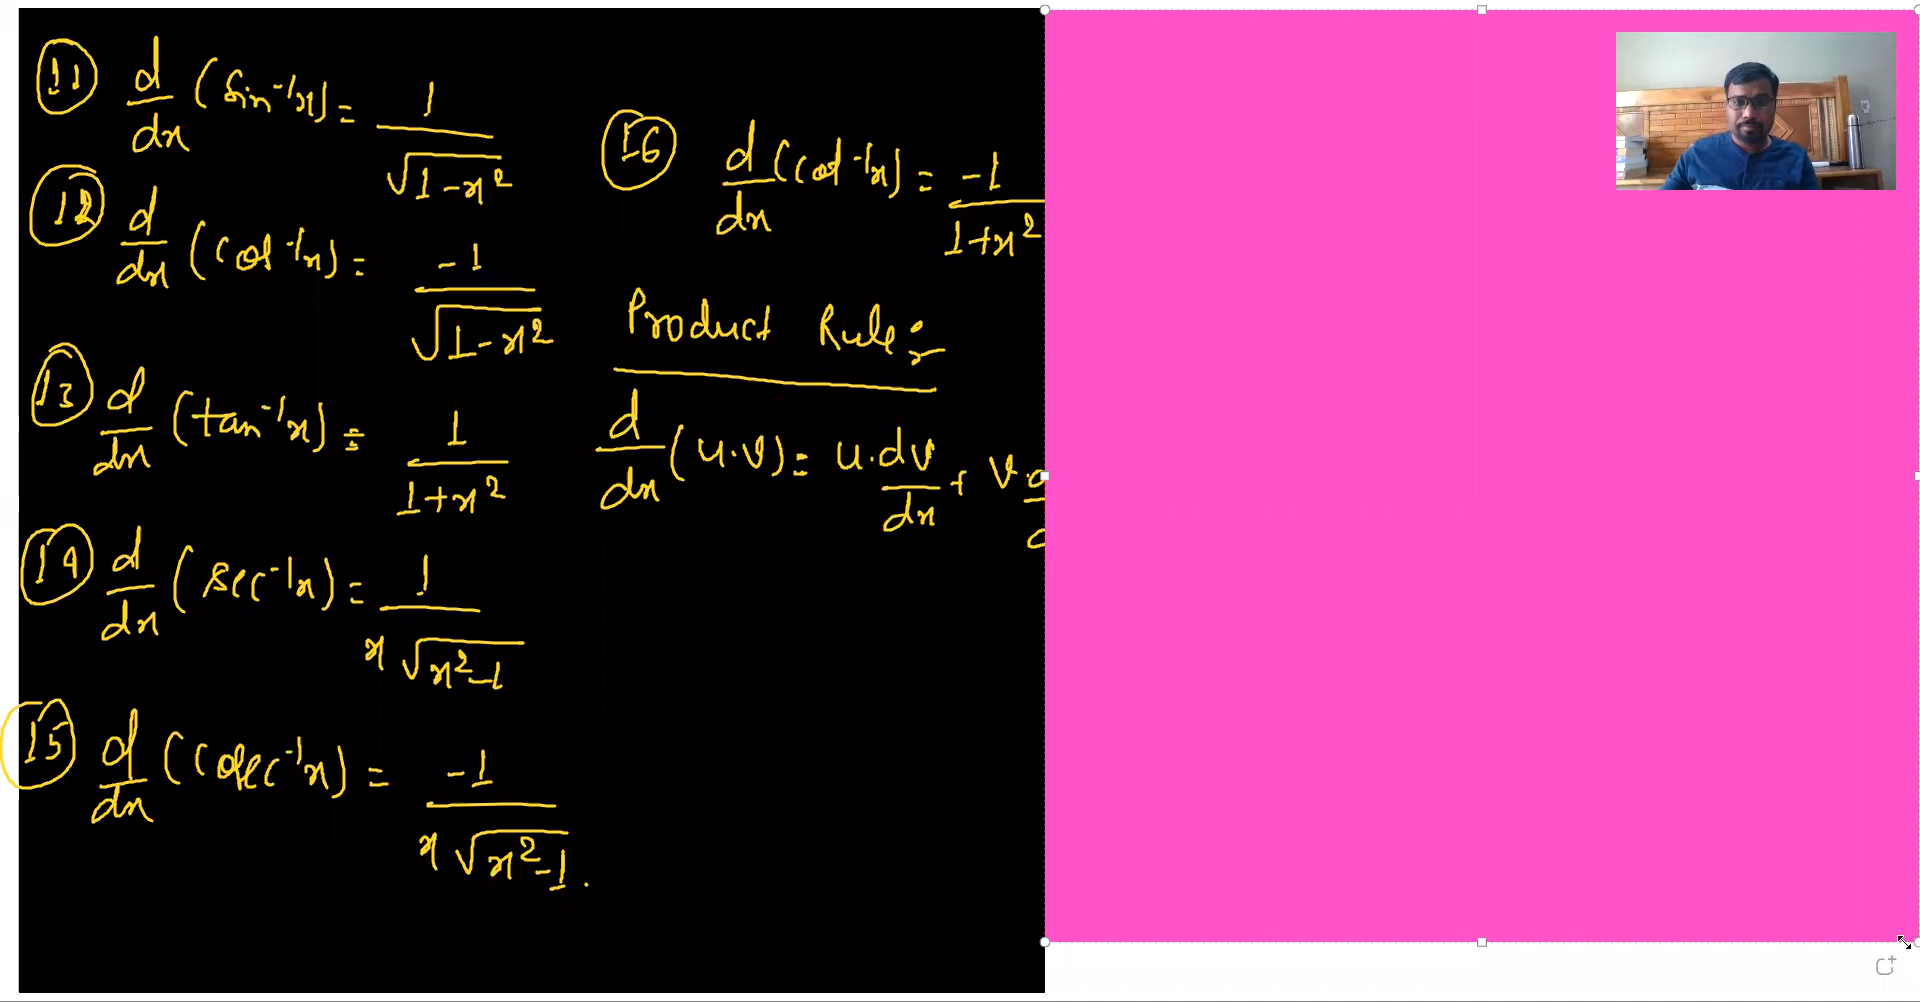 11 d/dx (sin⁻¹x) = 1/√(1-x²)
12 d/dx (cos⁻¹x) = -1/√(1-x²)
13 d/dx (tan⁻¹x) = 1/(1+x²)
14 d/dx (sec⁻¹x) = 1/(x√(x²-1))
15 d/dx (cosec⁻¹x) = -1/(x√(x²-1)).
16 d/dx (cot⁻¹x) = -1/(1+x²)
Product Rule:
d/dx (u.v) = u.dv/dx + v.